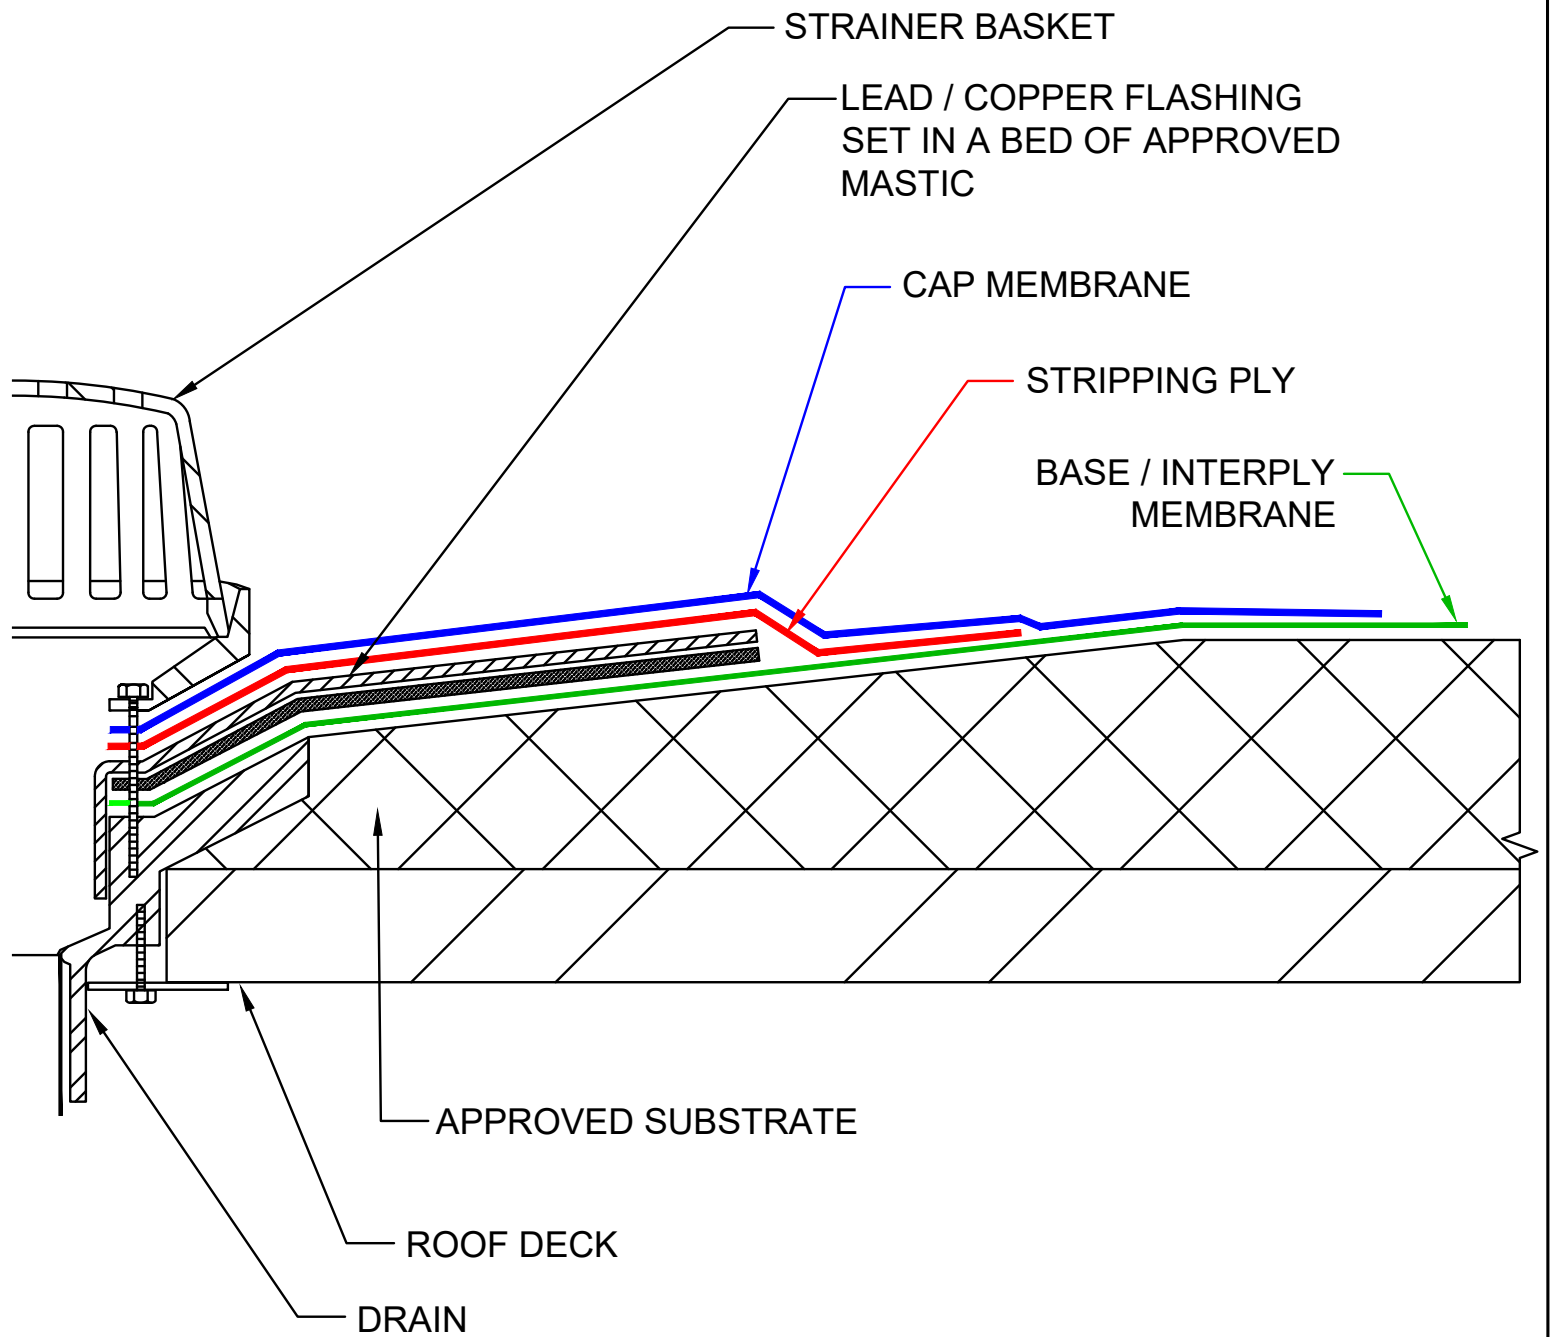 STRAINER BASKET
LEAD / COPPER FLASHING
SET IN A BED OF APPROVED
MASTIC
CAP MEMBRANE
STRIPPING PLY
BASE / INTERPLY
MEMBRANE
APPROVED SUBSTRATE
ROOF DECK
DRAIN